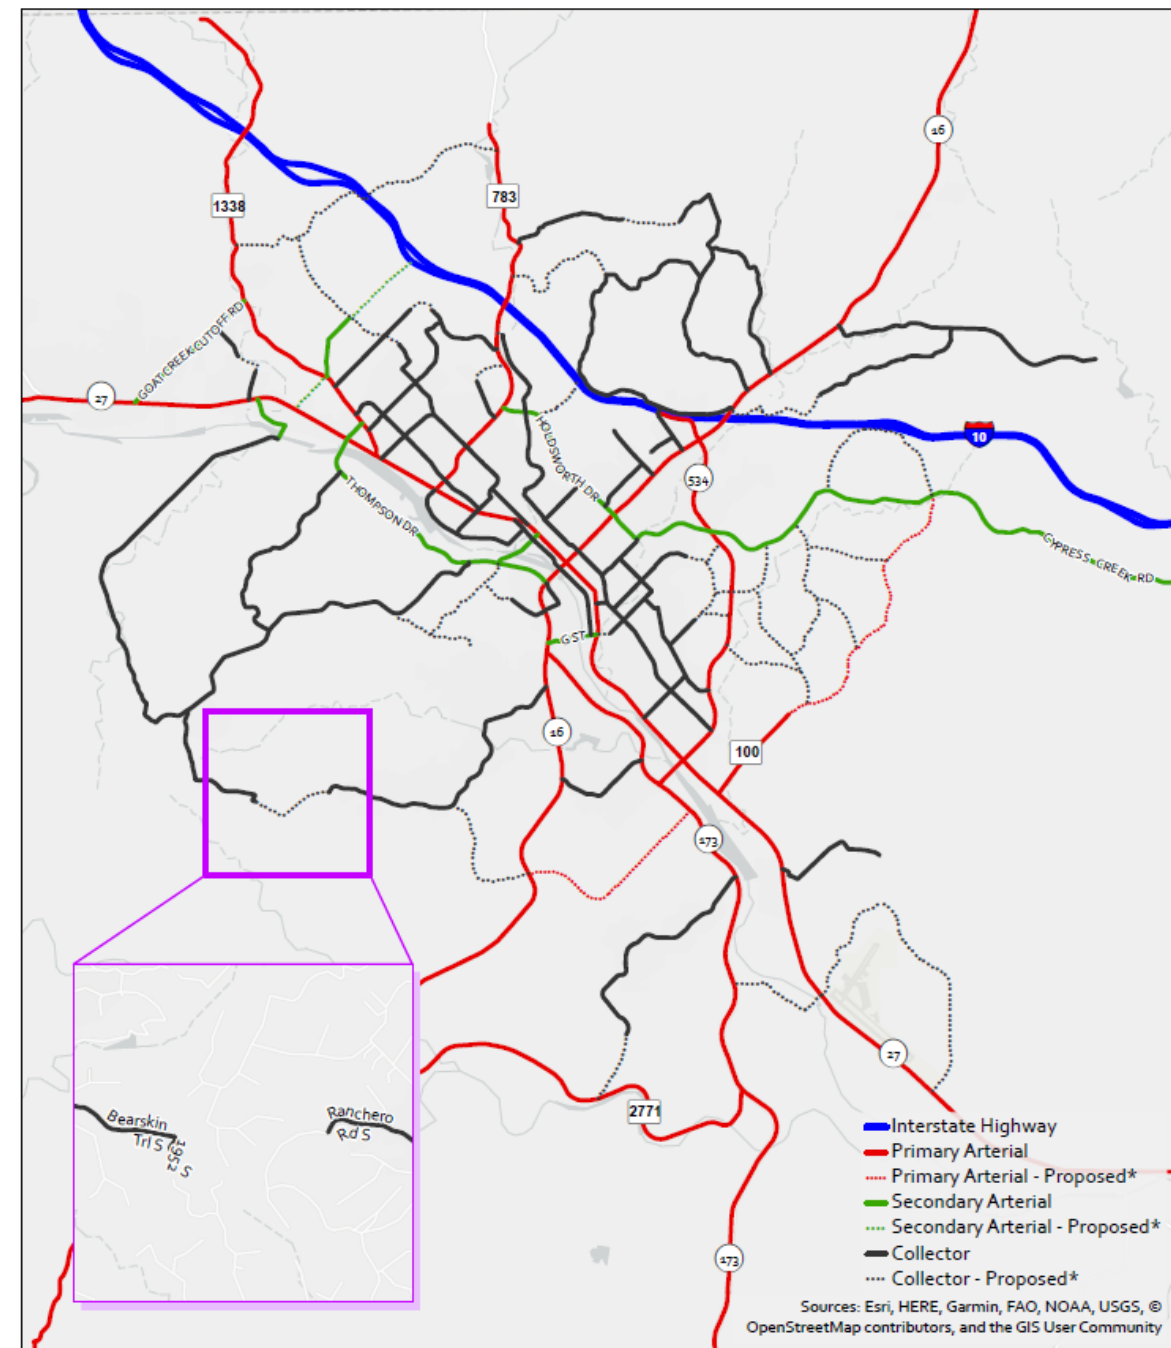 16
1338
783
GOAT CREEK CUTOFF RD
27
10
HOLDSWORTH DR
534
THOMPSON DR
CYPRESS CREEK RD
G ST
16
100
173
27
2771
173
Bearskin
Trl S
1952
S
Ranchero
Rd S
Interstate Highway
Primary Arterial
Primary Arterial - Proposed*
Secondary Arterial
Secondary Arterial - Proposed*
Collector
Collector - Proposed*
Sources: Esri, HERE, Garmin, FAO, NOAA, USGS, ©
OpenStreetMap contributors, and the GIS User Community